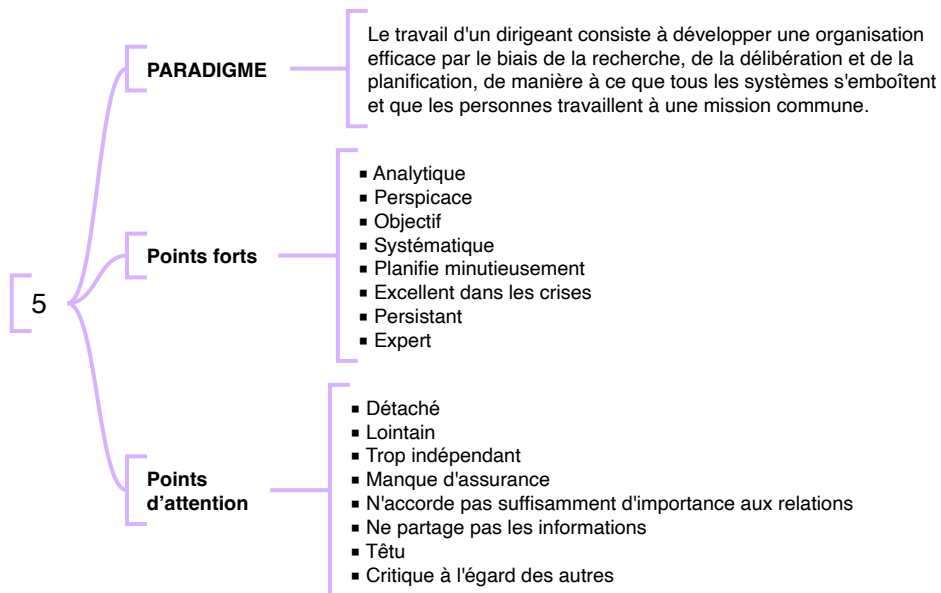 5
PARADIGME
Le travail d'un dirigeant consiste à développer une organisation
efficace par le biais de la recherche, de la délibération et de la
planification, de manière à ce que tous les systèmes s'emboîtent
et que les personnes travaillent à une mission commune.
Points forts
▪ Analytique
▪ Perspicace
▪ Objectif
▪ Systématique
▪ Planifie minutieusement
▪ Excellent dans les crises
▪ Persistant
▪ Expert
Points
d’attention
▪ Détaché
▪ Lointain
▪ Trop indépendant
▪ Manque d'assurance
▪ N'accorde pas suffisamment d'importance aux relations
▪ Ne partage pas les informations
▪ Têtu
▪ Critique à l'égard des autres